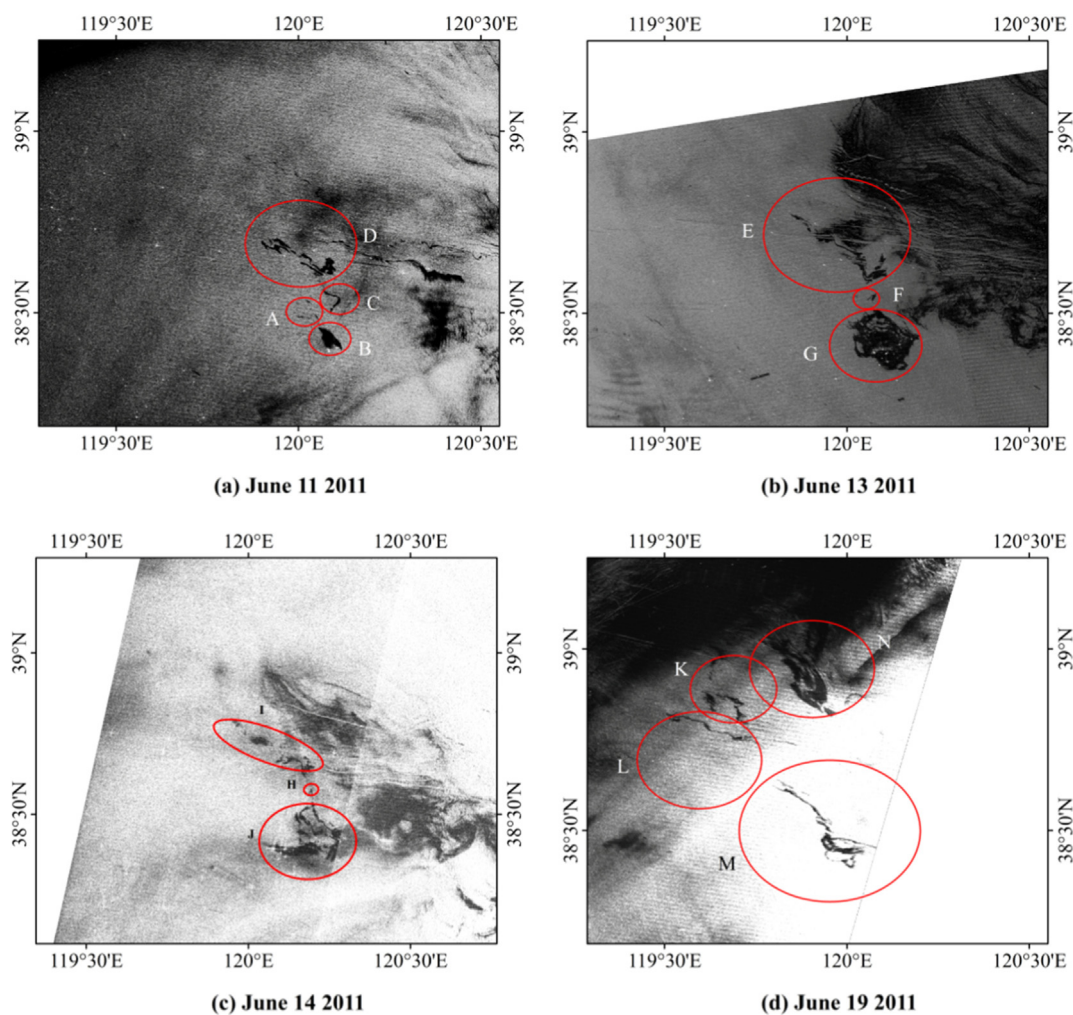 119°30'E 120°E 120°30'E
39°N 39°N
38°30'N 38°30'N
D
A
C
B
119°30'E 120°E 120°30'E
(a) June 11 2011
119°30'E 120°E 120°30'E
39°N 39°N
38°30'N 38°30'N
E
F
G
119°30'E 120°E 120°30'E
(b) June 13 2011
119°30'E 120°E 120°30'E
39°N 39°N
38°30'N 38°30'N
I
H
J
119°30'E 120°E 120°30'E
(c) June 14 2011
119°30'E 120°E 120°30'E
39°N 39°N
38°30'N 38°30'N
N
K
L
M
119°30'E 120°E 120°30'E
(d) June 19 2011